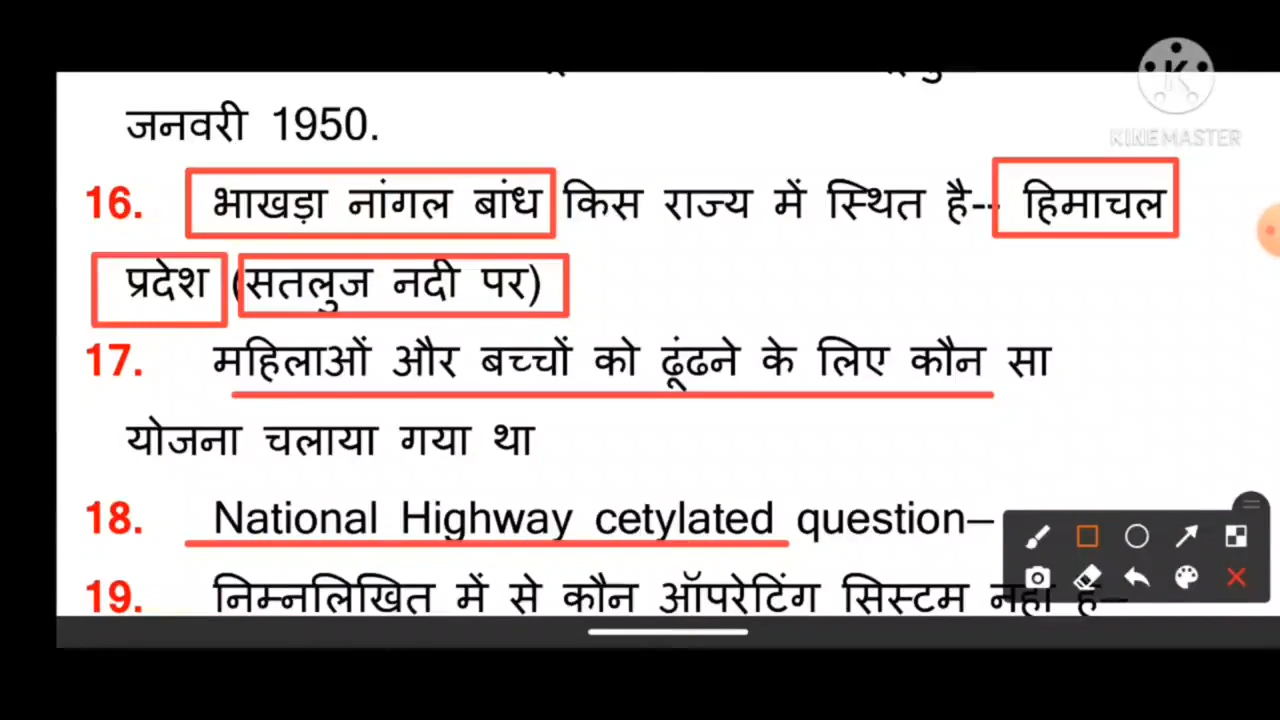 जनवरी 1950.
KINEMASTER
16. भाखड़ा नांगल बांध किस राज्य में स्थित है-- हिमाचल
प्रदेश (सतलुज नदी पर)
17. महिलाओं और बच्चों को ढूंढने के लिए कौन सा
योजना चलाया गया था
18. National Highway cetylated question–
19. निम्नलिखित में से कौन ऑपरेटिंग सिस्टम नहीं है–